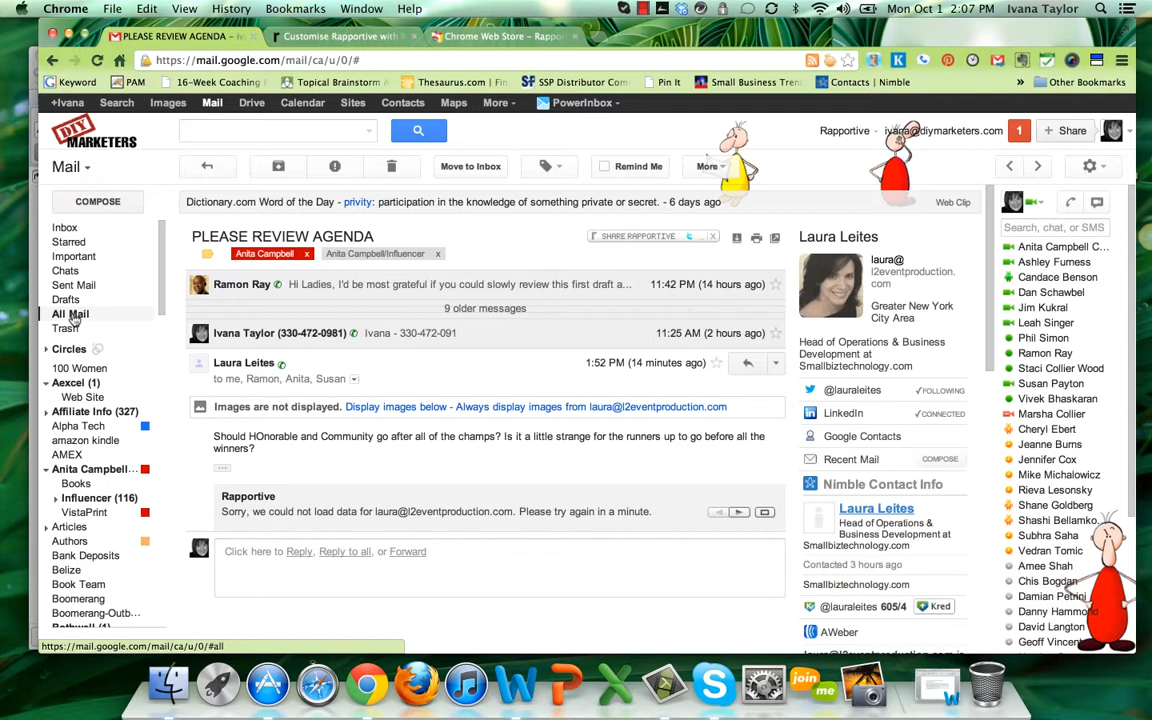 Chrome File Edit View History Bookmarks Window Help Mon Oct 1 2:07 PM Ivana Taylor
PLEASE REVIEW AGENDA – iv
Customise Rapportive with
Chrome Web Store - Rappo
https://mail.google.com/mail/ca/u/0/#
Keyword PAM 16-Week Coaching Topical Brainstorm Thesaurus.com | Fin SSP Distributor Com Pin It Small Business Tren Contacts | Nimble » Other Bookmarks
+Ivana Search Images Mail Drive Calendar Sites Contacts Maps More PowerInbox
DIY
MARKETERS
Rapportive ivana@diymarketers.com 1 + Share
Mail
Move to Inbox Remind Me More
COMPOSE
Dictionary.com Word of the Day - privity: participation in the knowledge of something private or secret. - 6 days ago Web Clip
Inbox
Starred
Important
Chats
Sent Mail
Drafts
All Mail
Trash
Circles
100 Women
Aexcel (1)
Web Site
Affiliate Info (327)
Alpha Tech
amazon kindle
AMEX
Anita Campbell...
Books
Influencer (116)
VistaPrint
Articles
Authors
Bank Deposits
Belize
Book Team
Boomerang
Boomerang-Outb...
Bothwell (1)
PLEASE REVIEW AGENDA
SHARE RAPPORTIVE x
Anita Campbell x Anita Campbell/Influencer x
Ramon Ray Hi Ladies, I'd be most grateful if you could slowly review this first draft a... 11:42 PM (14 hours ago)
9 older messages
Ivana Taylor (330-472-0981) Ivana - 330-472-091 11:25 AM (2 hours ago)
Laura Leites 1:52 PM (14 minutes ago)
to me, Ramon, Anita, Susan
Images are not displayed. Display images below - Always display images from laura@l2eventproduction.com
Should HOnorable and Community go after all of the champs? Is it a little strange for the runners up to go before all the
winners?
...
Rapportive
Sorry, we could not load data for laura@l2eventproduction.com. Please try again in a minute.
Click here to Reply, Reply to all, or Forward
Laura Leites
laura@
l2eventproduction.
com
Greater New York
City Area
Head of Operations & Business
Development at
Smallbiztechnology.com
@lauraleites ✓FOLLOWING
LinkedIn ✓CONNECTED
Google Contacts
Recent Mail COMPOSE
Nimble Contact Info
Laura Leites
Head of Operations &
Business Development at
Smallbiztechnology.com
Contacted 3 hours ago
Smallbiztechnology.com
@lauraleites 605/4 Kred
AWeber
Search, chat, or SMS
Anita Campbell C...
Ashley Furness
Candace Benson
Dan Schawbel
Jim Kukral
Leah Singer
Phil Simon
Ramon Ray
Staci Collier Wood
Susan Payton
Vivek Bhaskaran
Marsha Collier
Cheryl Ebert
Jeanne Burns
Jennifer Cox
Mike Michalowicz
Rieva Lesonsky
Shane Goldberg
Shashi Bellamko...
Subhra Saha
Vedran Tomic
Amee Shah
Chis Bogdan
Damian Petrini
Danny Hammond
David Langton
Geoff Vincent
https://mail.google.com/mail/ca/u/0/#all
join
me